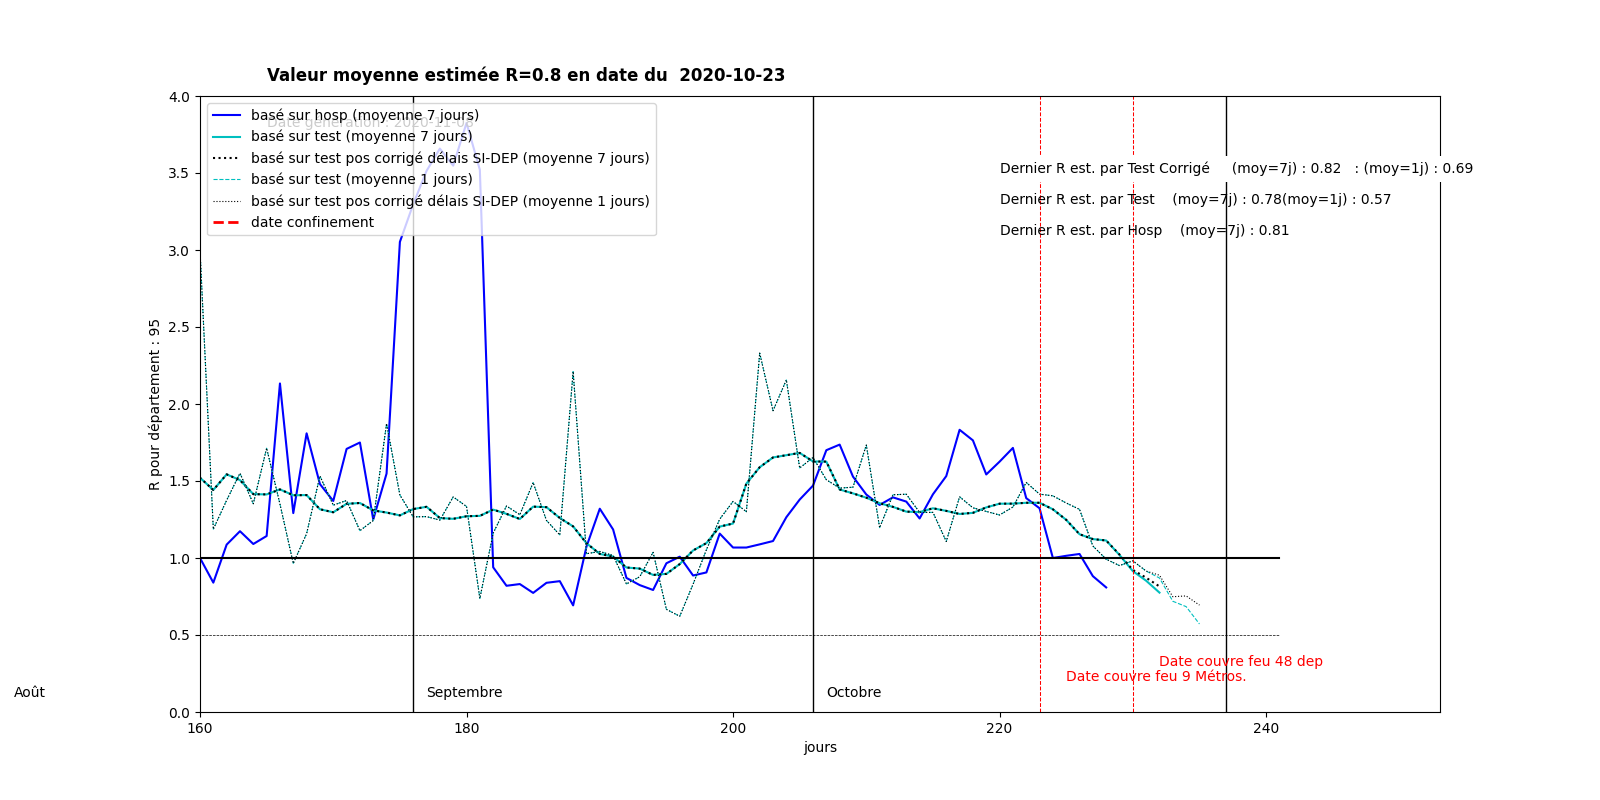 Valeur moyenne estimée R=0.8 en date du  2020-10-23
4.0
basé sur hosp (moyenne 7 jours)
basé sur test (moyenne 7 jours)
basé sur test pos corrigé délais SI-DEP (moyenne 7 jours)
basé sur test (moyenne 1 jours)
basé sur test pos corrigé délais SI-DEP (moyenne 1 jours)
date confinement
Dernier R est. par Test Corrigé (moy=7j) : 0.82 : (moy=1j) : 0.69
Dernier R est. par Test (moy=7j) : 0.78(moy=1j) : 0.57
Dernier R est. par Hosp (moy=7j) : 0.81
3.5
3.0
2.5
2.0
1.5
1.0
0.5
0.0
R pour département : 95
Date couvre feu 48 dep
Date couvre feu 9 Métros.
Août
Septembre
Octobre
160
180
200
220
240
jours